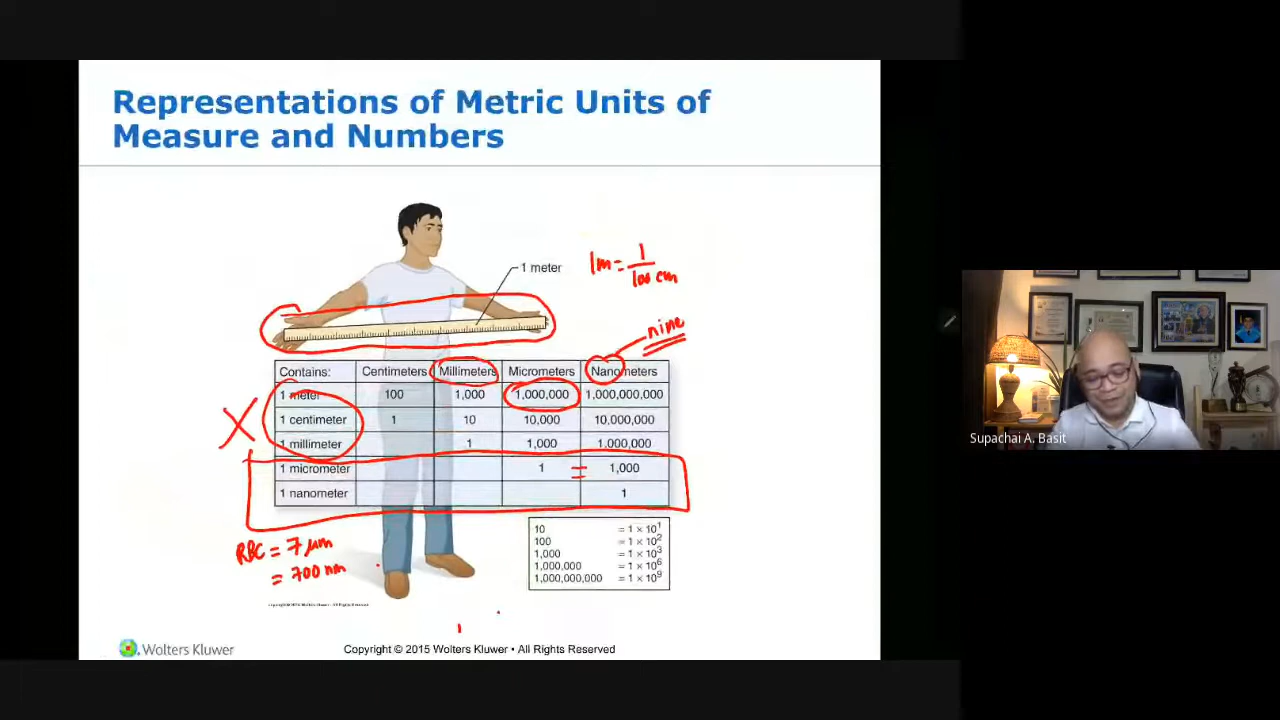 Representations of Metric Units of
Measure and Numbers
1 meter
1m = 1/100 cm
nine
Contains: Centimeters Millimeters Micrometers Nanometers
1 meter 100 1,000 1,000,000 1,000,000,000
1 centimeter 1 10 10,000 10,000,000
1 millimeter 1 1,000 1.000,000
1 micrometer 1 = 1,000
1 nanometer 1
X
RBC = 7 μm
= 700 nm
10 = 1 × 10¹
100 = 1 × 10²
1,000 = 1 × 10³
1,000,000 = 1 × 10⁶
1,000,000,000 = 1 × 10⁹
Wolters Kluwer
Copyright © 2015 Wolters Kluwer • All Rights Reserved
Supachai A. Basit